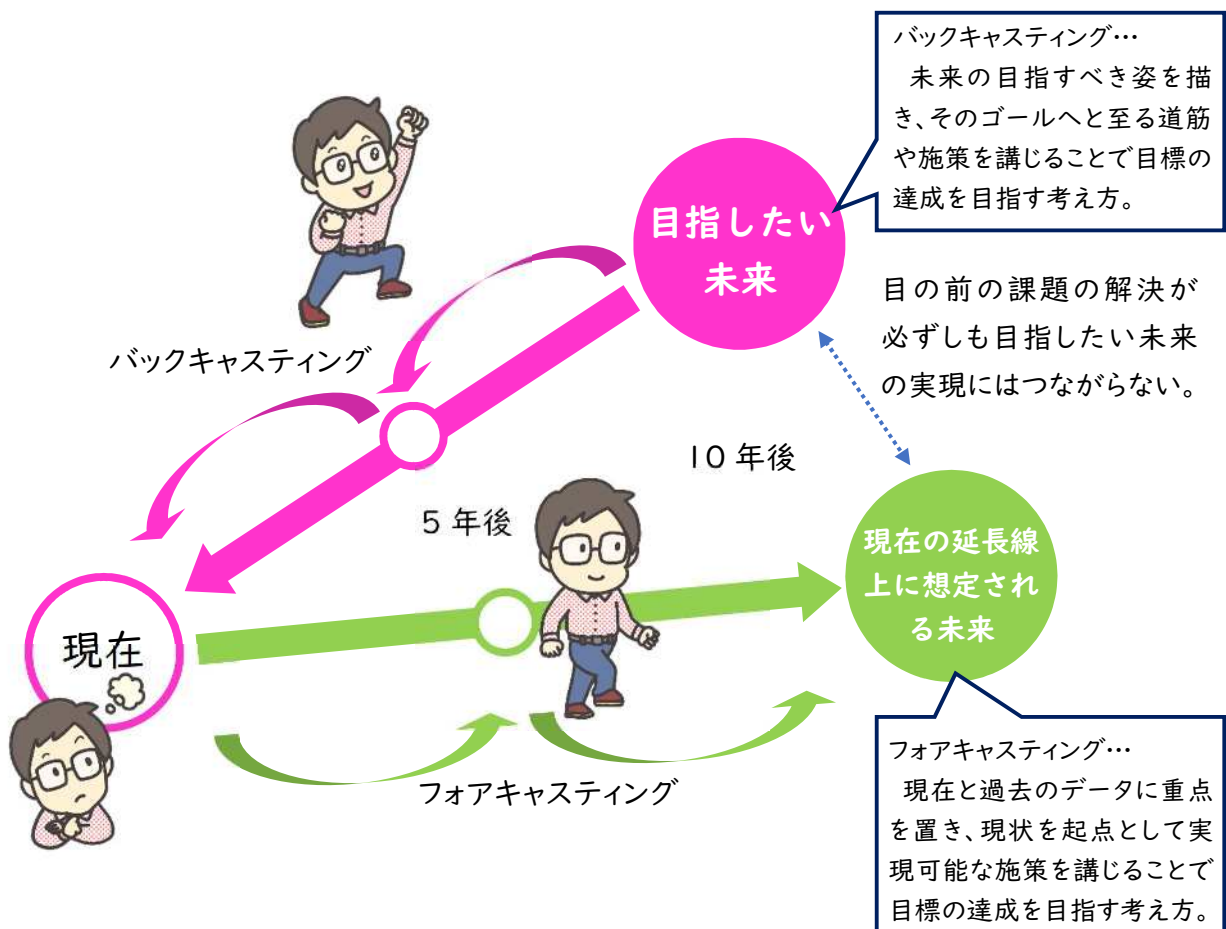 バックキャスティング…
未来の目指すべき姿を描
き、そのゴールへと至る道筋
や施策を講じることで目標の
達成を目指す考え方。
目指したい
未来
目の前の課題の解決が
必ずしも目指したい未来
の実現にはつながらない。
バックキャスティング
10年後
5年後
現在の延長線
上に想定され
る未来
現在
フォアキャスティング
フォアキャスティング…
現在と過去のデータに重点
を置き、現状を起点として実
現可能な施策を講じることで
目標の達成を目指す考え方。